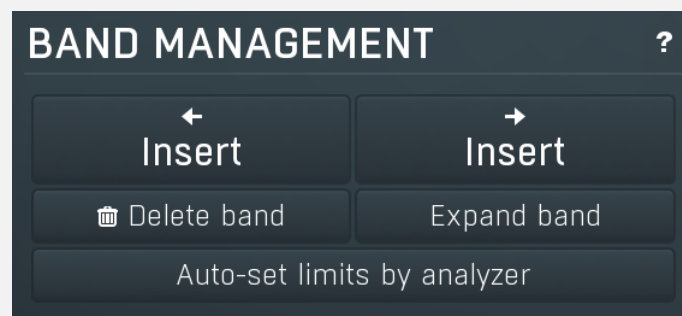 BAND MANAGEMENT ?
← →
Insert Insert
Delete band Expand band
Auto-set limits by analyzer